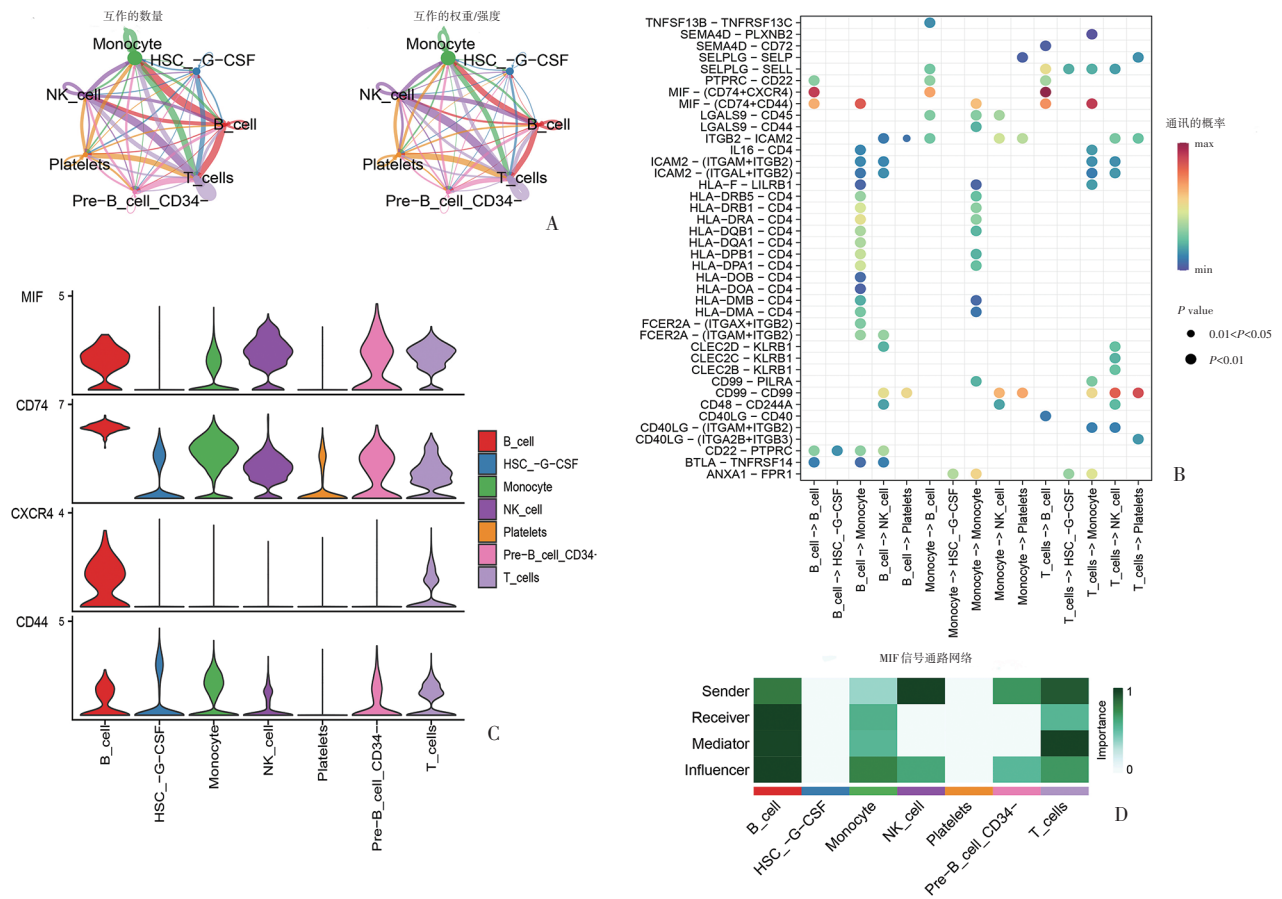 互作的数量
Monocyte
HSC_-G-CSF
NK_cell
B_cell
Platelets
T_cells
Pre-B_cell_CD34-
互作的权重/强度
Monocyte
HSC_-G-CSF
NK_cell
B_cell
Platelets
T_cells
Pre-B_cell_CD34-
A
TNFSF13B - TNFRSF13C
SEMA4D - PLXNB2
SEMA4D - CD72
SELPLG - SELP
SELPLG - SELL
PTPRC - CD22
MIF - (CD74+CXCR4)
MIF - (CD74+CD44)
LGALS9 - CD45
LGALS9 - CD44
ITGB2 - ICAM2
IL16 - CD4
ICAM2 - (ITGAM+ITGB2)
ICAM2 - (ITGAL+ITGB2)
HLA-F - LILRB1
HLA-DRB5 - CD4
HLA-DRB1 - CD4
HLA-DRA - CD4
HLA-DQB1 - CD4
HLA-DQA1 - CD4
HLA-DPB1 - CD4
HLA-DPA1 - CD4
HLA-DOB - CD4
HLA-DOA - CD4
HLA-DMB - CD4
HLA-DMA - CD4
FCER2A - (ITGAX+ITGB2)
FCER2A - (ITGAM+ITGB2)
CLEC2D - KLRB1
CLEC2C - KLRB1
CLEC2B - KLRB1
CD99 - PILRA
CD99 - CD99
CD48 - CD244A
CD40LG - CD40
CD40LG - (ITGAM+ITGB2)
CD40LG - (ITGA2B+ITGB3)
CD22 - PTPRC
BTLA - TNFRSF14
ANXA1 - FPR1
B_cell -> B_cell
B_cell -> HSC_-G-CSF
B_cell -> Monocyte
B_cell -> NK_cell
B_cell -> Platelets
Monocyte -> B_cell
Monocyte -> HSC_-G-CSF
Monocyte -> Monocyte
Monocyte -> NK_cell
Monocyte -> Platelets
T_cells -> B_cell
T_cells -> HSC_-G-CSF
T_cells -> Monocyte
T_cells -> NK_cell
T_cells -> Platelets
通讯的概率
max
min
P value
0.01<P<0.05
P<0.01
B
MIF
5
CD74
7
CXCR4
4
CD44
5
B_cell
HSC_-G-CSF
Monocyte
NK_cell
Platelets
Pre-B_cell_CD34-
T_cells
B_cell
HSC_-G-CSF
Monocyte
NK_cell
Platelets
Pre-B_cell_CD34-
T_cells
C
MIF信号通路网络
Sender
Receiver
Mediator
Influencer
B_cell
HSC_-G-CSF
Monocyte
NK_cell
Platelets
Pre-B_cell_CD34-
T_cells
Importance
1
0
D